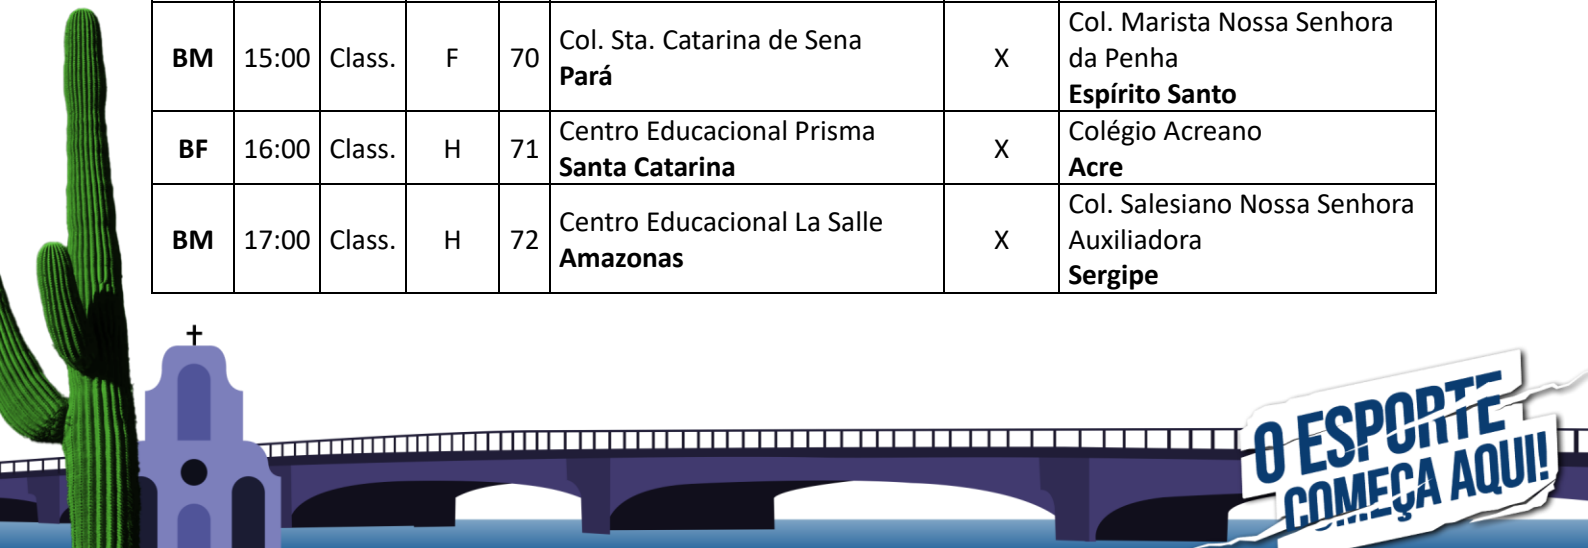 BM 15:00 Class. F 70 Col. Sta. Catarina de Sena
Pará
X
Col. Marista Nossa Senhora
da Penha
Espírito Santo
BF 16:00 Class. H 71 Centro Educacional Prisma
Santa Catarina
X
Colégio Acreano
Acre
BM 17:00 Class. H 72 Centro Educacional La Salle
Amazonas
X
Col. Salesiano Nossa Senhora
Auxiliadora
Sergipe
O ESPORTE
COMEÇA AQUI!